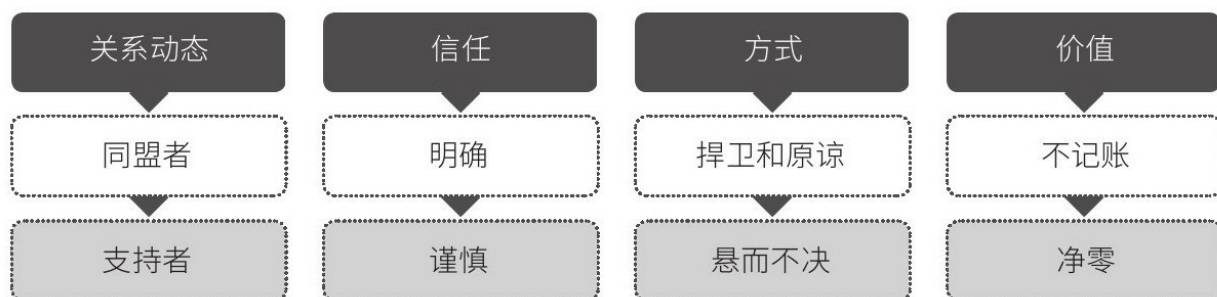 关系动态 信任 方式 价值
同盟者 明确 捍卫和原谅 不记账
支持者 谨慎 悬而不决 净零